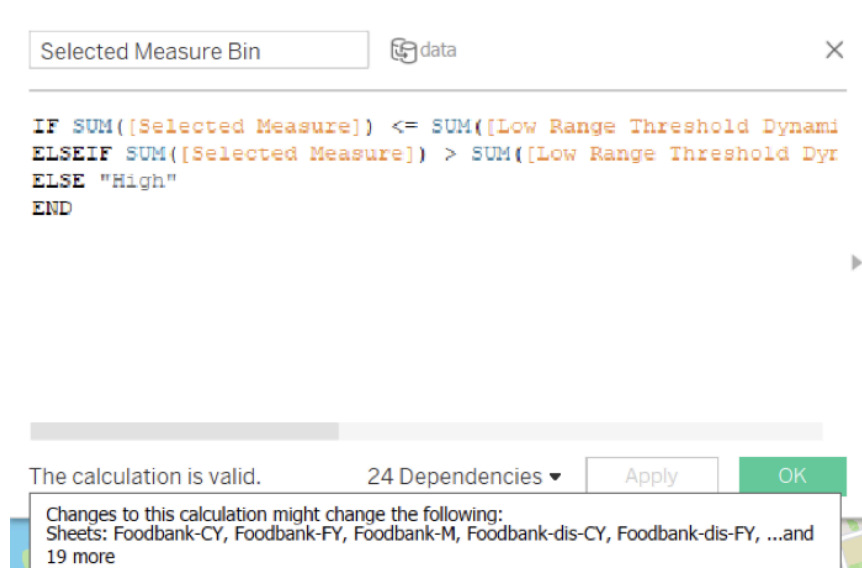 Selected Measure Bin
data
IF SUM([Selected Measure]) <= SUM([Low Range Threshold Dynami
ELSEIF SUM([Selected Measure]) > SUM([Low Range Threshold Dyn
ELSE "High"
END
The calculation is valid.
24 Dependencies
Apply
OK
Changes to this calculation might change the following:
Sheets: Foodbank-CY, Foodbank-FY, Foodbank-M, Foodbank-dis-CY, Foodbank-dis-FY, ...and
19 more